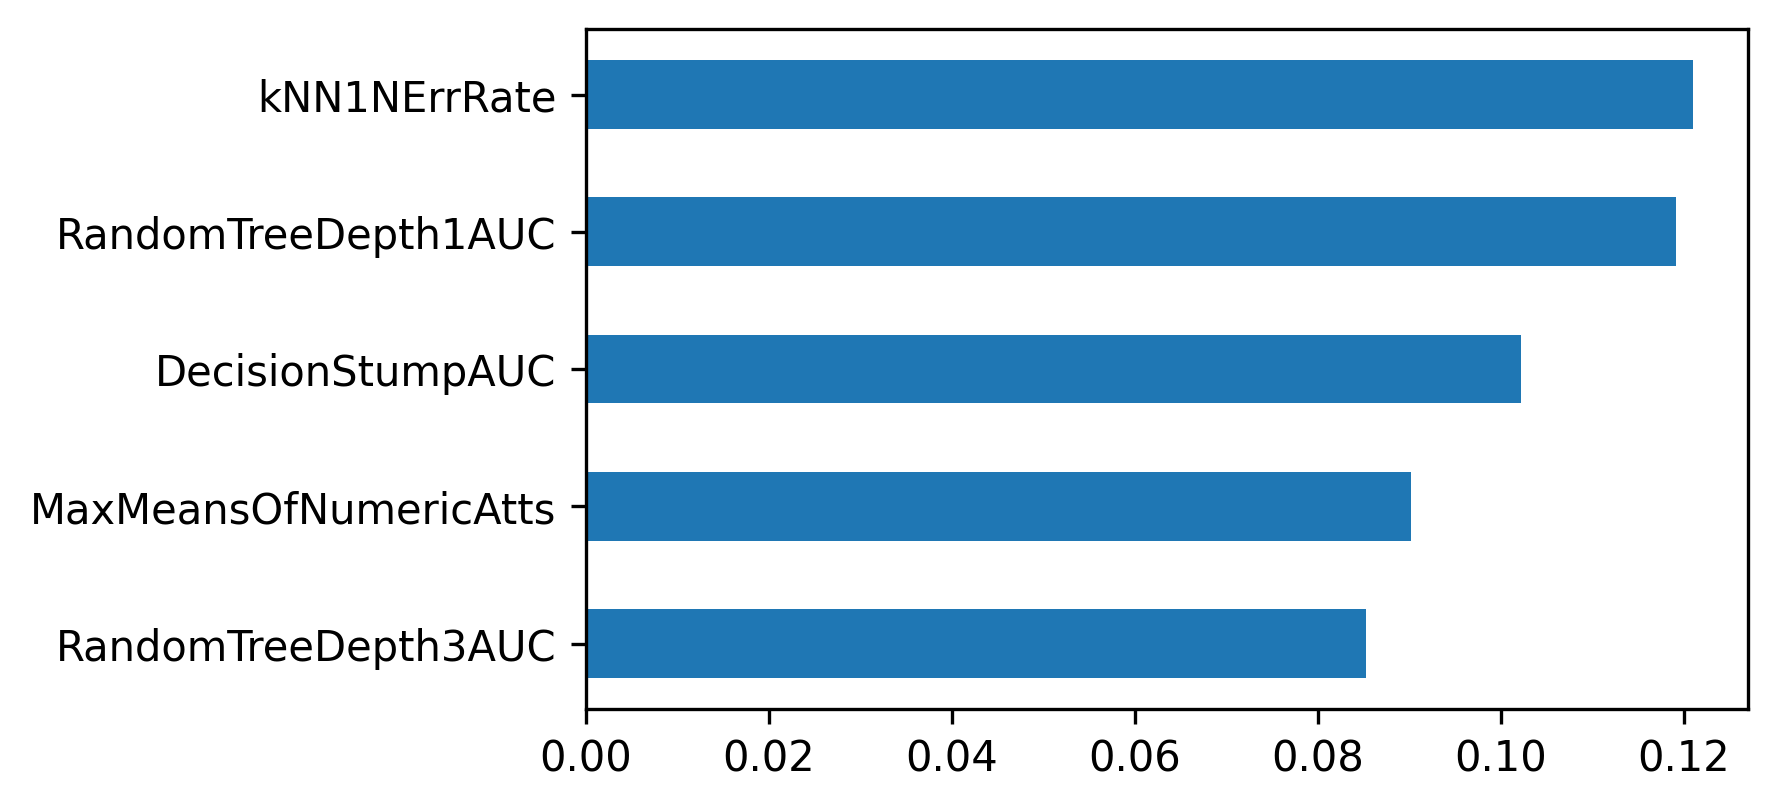 kNN1NErrRate
RandomTreeDepth1AUC
DecisionStumpAUC
MaxMeansOfNumericAtts
RandomTreeDepth3AUC
0.00 0.02 0.04 0.06 0.08 0.10 0.12